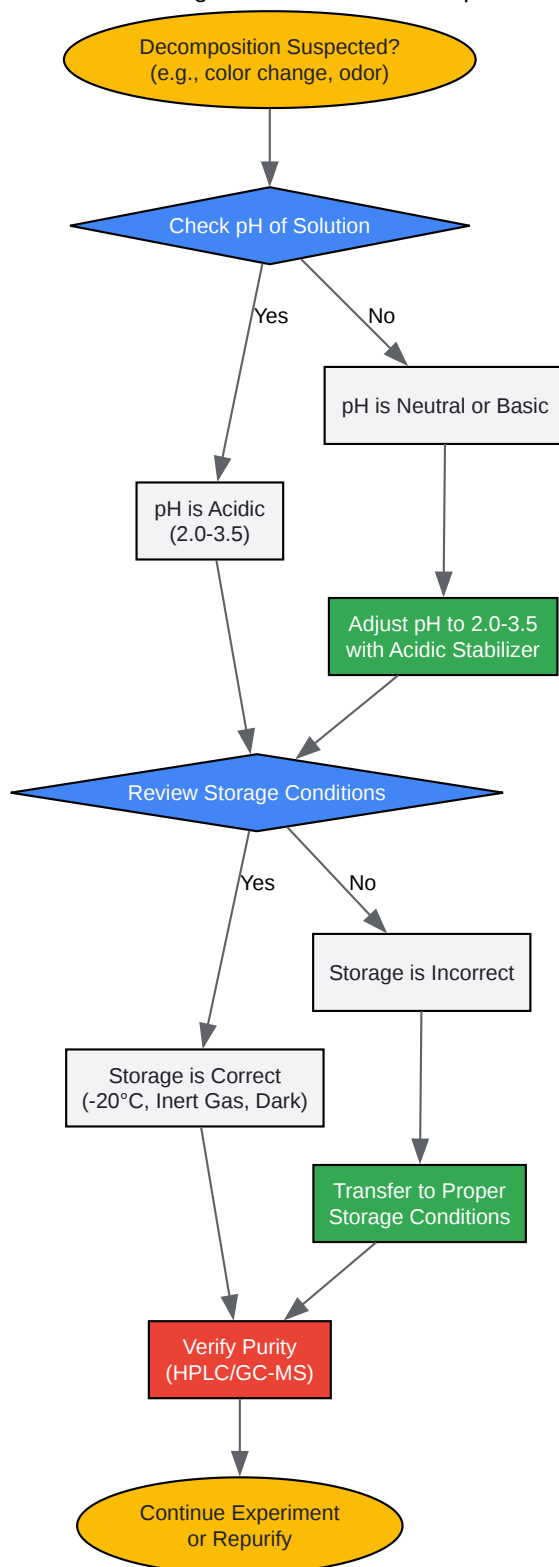 Decomposition Suspected?
(e.g., color change, odor)
Check pH of Solution
Yes
No
pH is Neutral or Basic
pH is Acidic
(2.0-3.5)
Adjust pH to 2.0-3.5
with Acidic Stabilizer
Review Storage Conditions
Yes
No
Storage is Incorrect
Storage is Correct
(-20°C, Inert Gas, Dark)
Transfer to Proper
Storage Conditions
Verify Purity
(HPLC/GC-MS)
Continue Experiment
or Repurify